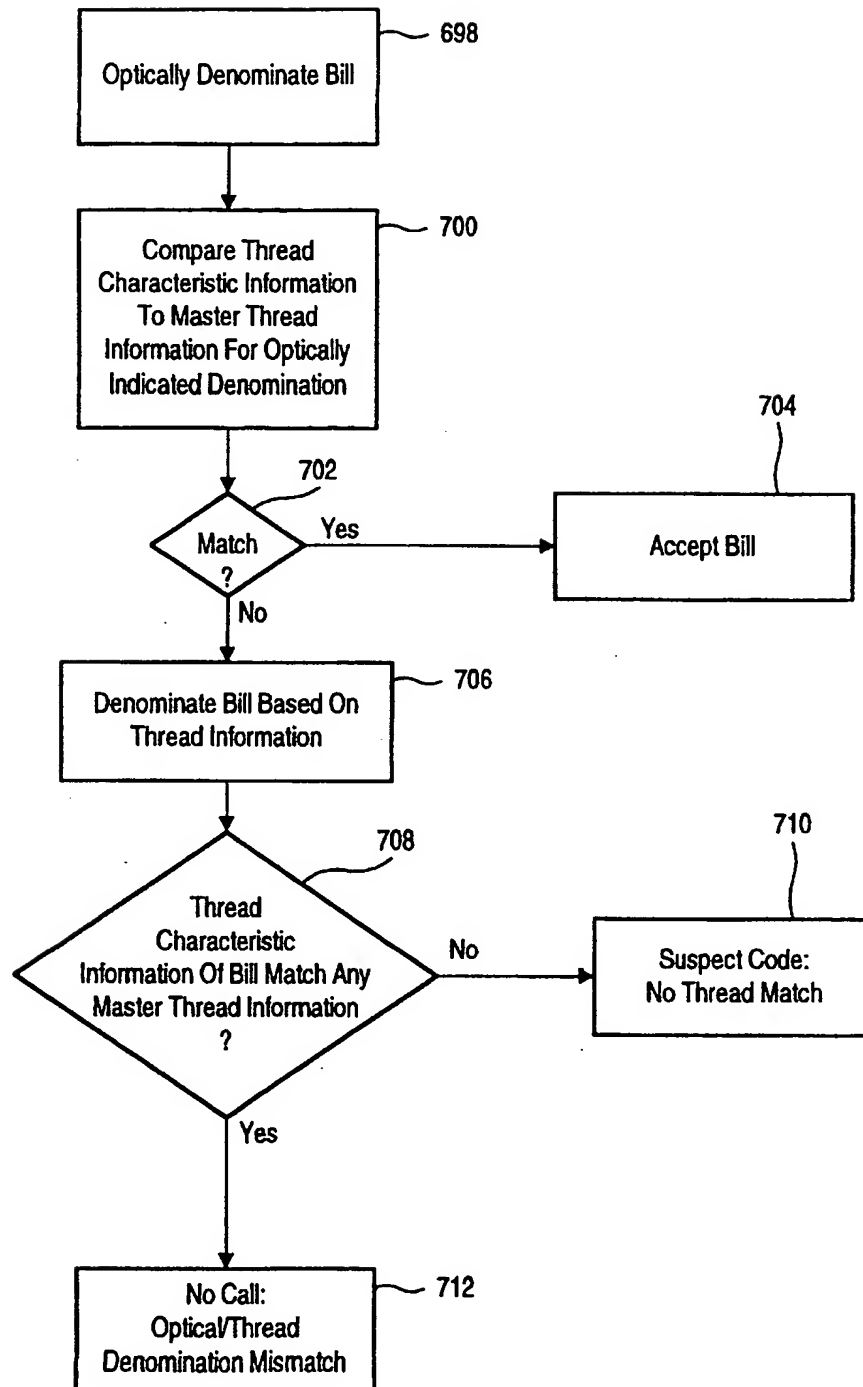 698
Optically Denominate Bill
700
Compare Thread
Characteristic Information
To Master Thread
Information For Optically
Indicated Denomination
704
702
Match
?
Yes
Accept Bill
No
706
Denominate Bill Based On
Thread Information
708
710
Thread
Characteristic
Information Of Bill Match Any
Master Thread Information
?
No
Suspect Code:
No Thread Match
Yes
712
No Call:
Optical/Thread
Denomination Mismatch